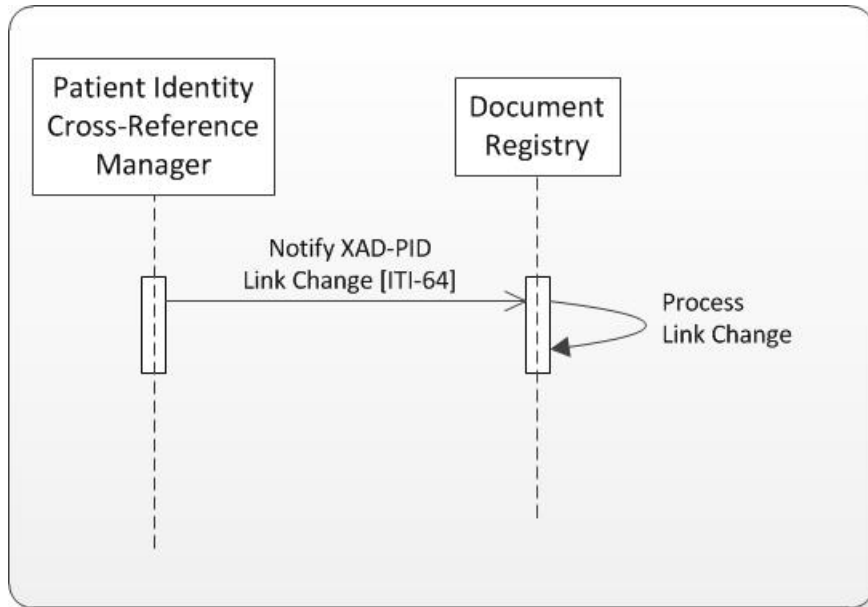 Patient Identity
Cross-Reference
Manager
Document
Registry
Notify XAD-PID
Link Change [ITI-64]
Process
Link Change